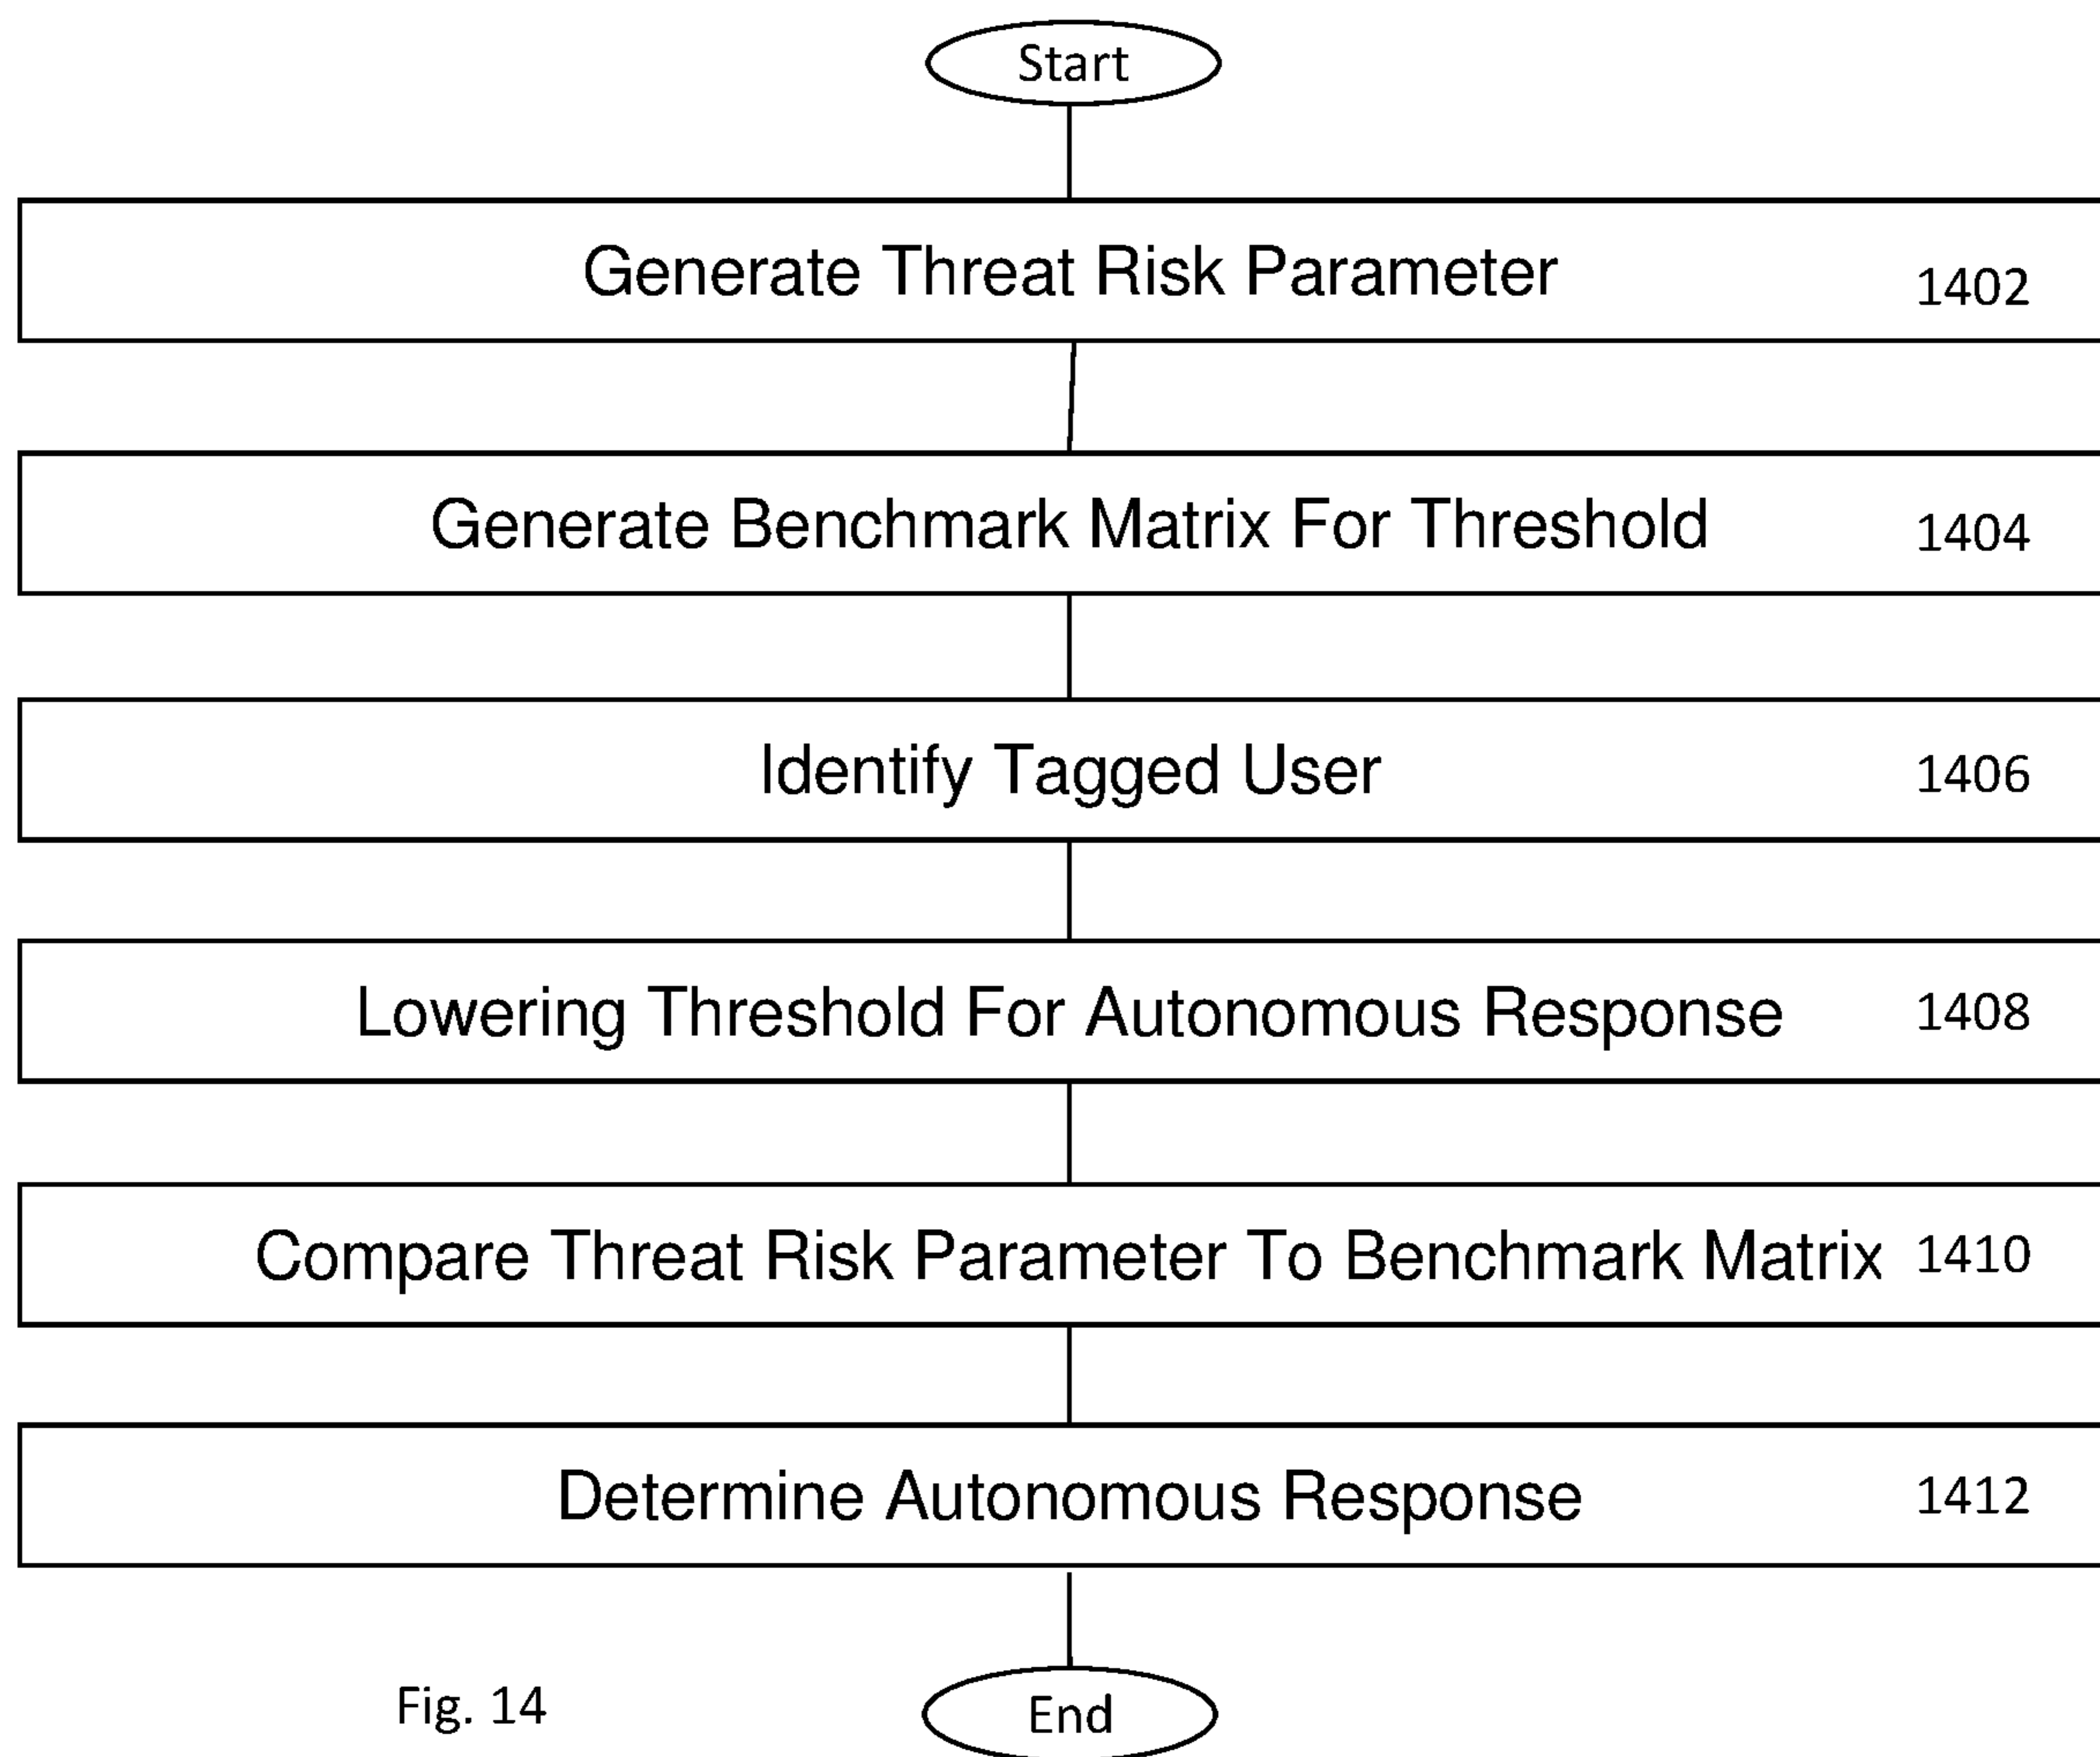 Start
Generate Threat Risk Parameter 1402
Generate Benchmark Matrix For Threshold 1404
Identify Tagged User 1406
Lowering Threshold For Autonomous Response 1408
Compare Threat Risk Parameter To Benchmark Matrix 1410
Determine Autonomous Response 1412
Fig. 14
End